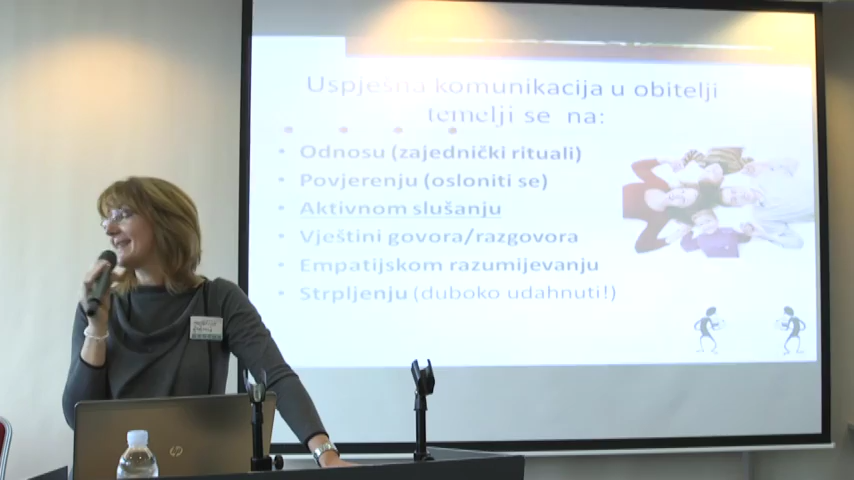 Uspješna komunikacija u obitelji
temelji se na:
• Odnosu (zajednički rituali)
• Povjerenju (osloniti se)
• Aktivnom slušanju
• Vještini govora/razgovora
• Empatijskom razumijevanju
• Strpljenju (duboko udahnuti!)
hp